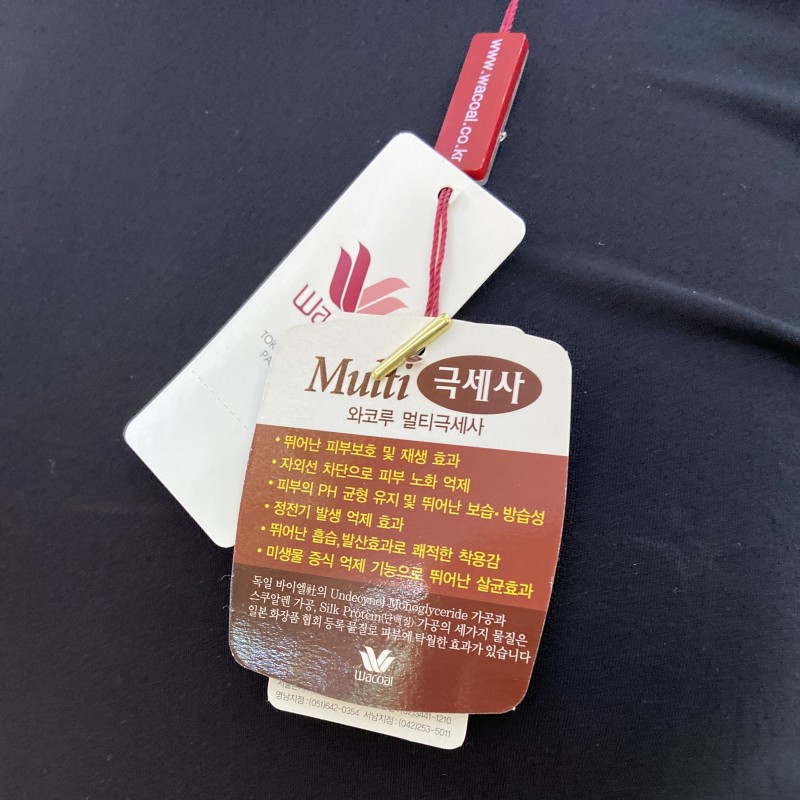 www.wacoal.co.kr
Multi 극세사
와코루 멀티극세사
• 뛰어난 피부보호 및 재생 효과
• 자외선 차단으로 피부 노화 억제
• 피부의 PH 균형 유지 및 뛰어난 보습·방습성
• 정전기 발생 억제 효과
• 뛰어난 흡습,발산효과로 쾌적한 착용감
• 미생물 증식 억제 기능으로 뛰어난 살균효과
독일 바이엘社의 Undecynol Monoglyceride 가공과
스쿠알렌 가공, Silk Protein(단백질) 가공의 세가지 물질은
일본 화장품 협회 등록 물질로 피부에 탁월한 효과가 있습니다
wacoal
영남지점 : (051)642-0354 서남지점 : (042)253-5011